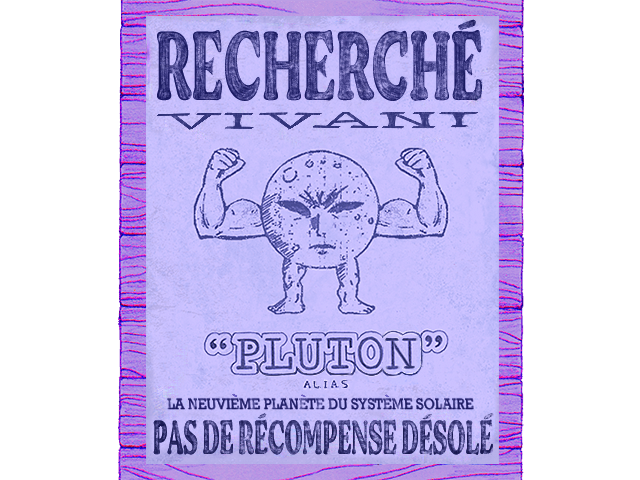 RECHERCHÉ
VIVANT
“PLUTON”
ALIAS
LA NEUVIÈME PLANÈTE DU SYSTÈME SOLAIRE
PAS DE RÉCOMPENSE DÉSOLÉ